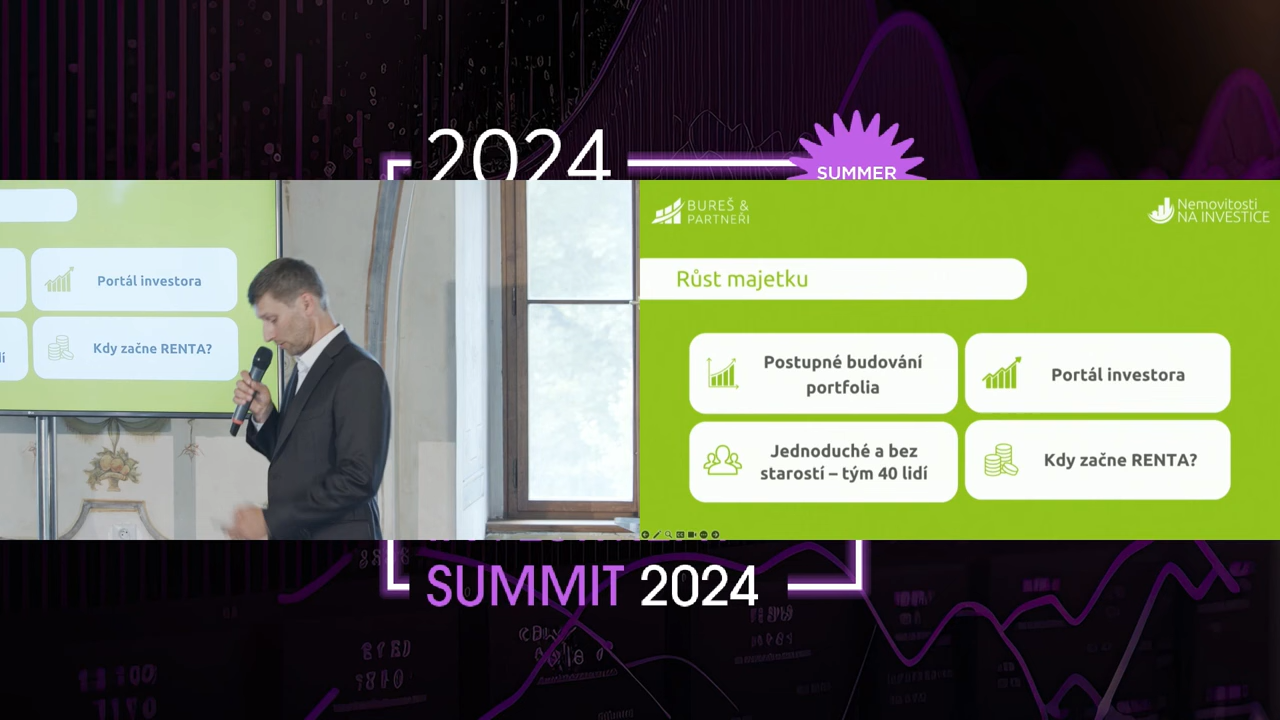 2024
SUMMER
Portál investora
Kdy začne RENTA?
BUREŠ &
PARTNEŘI
Nemovitosti
NA INVESTICE
Růst majetku
Postupné budování
portfolia
Portál investora
Jednoduché a bez
starostí – tým 40 lidí
Kdy začne RENTA?
SUMMIT 2024